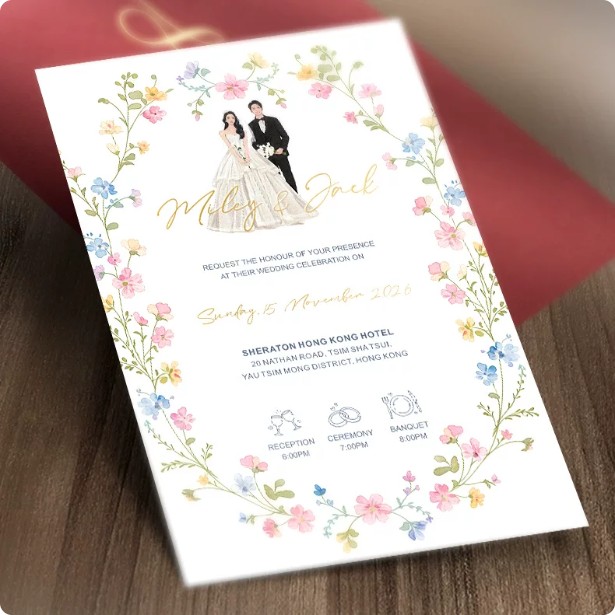 Miley & Jack
REQUEST THE HONOUR OF YOUR PRESENCE
AT THEIR WEDDING CELEBRATION ON
Sunday, 15 November 2026
SHERATON HONG KONG HOTEL
20 NATHAN ROAD, TSIM SHA TSUI,
YAU TSIM MONG DISTRICT, HONG KONG
RECEPTION
6:00PM
CEREMONY
7:00PM
BANQUET
8:00PM